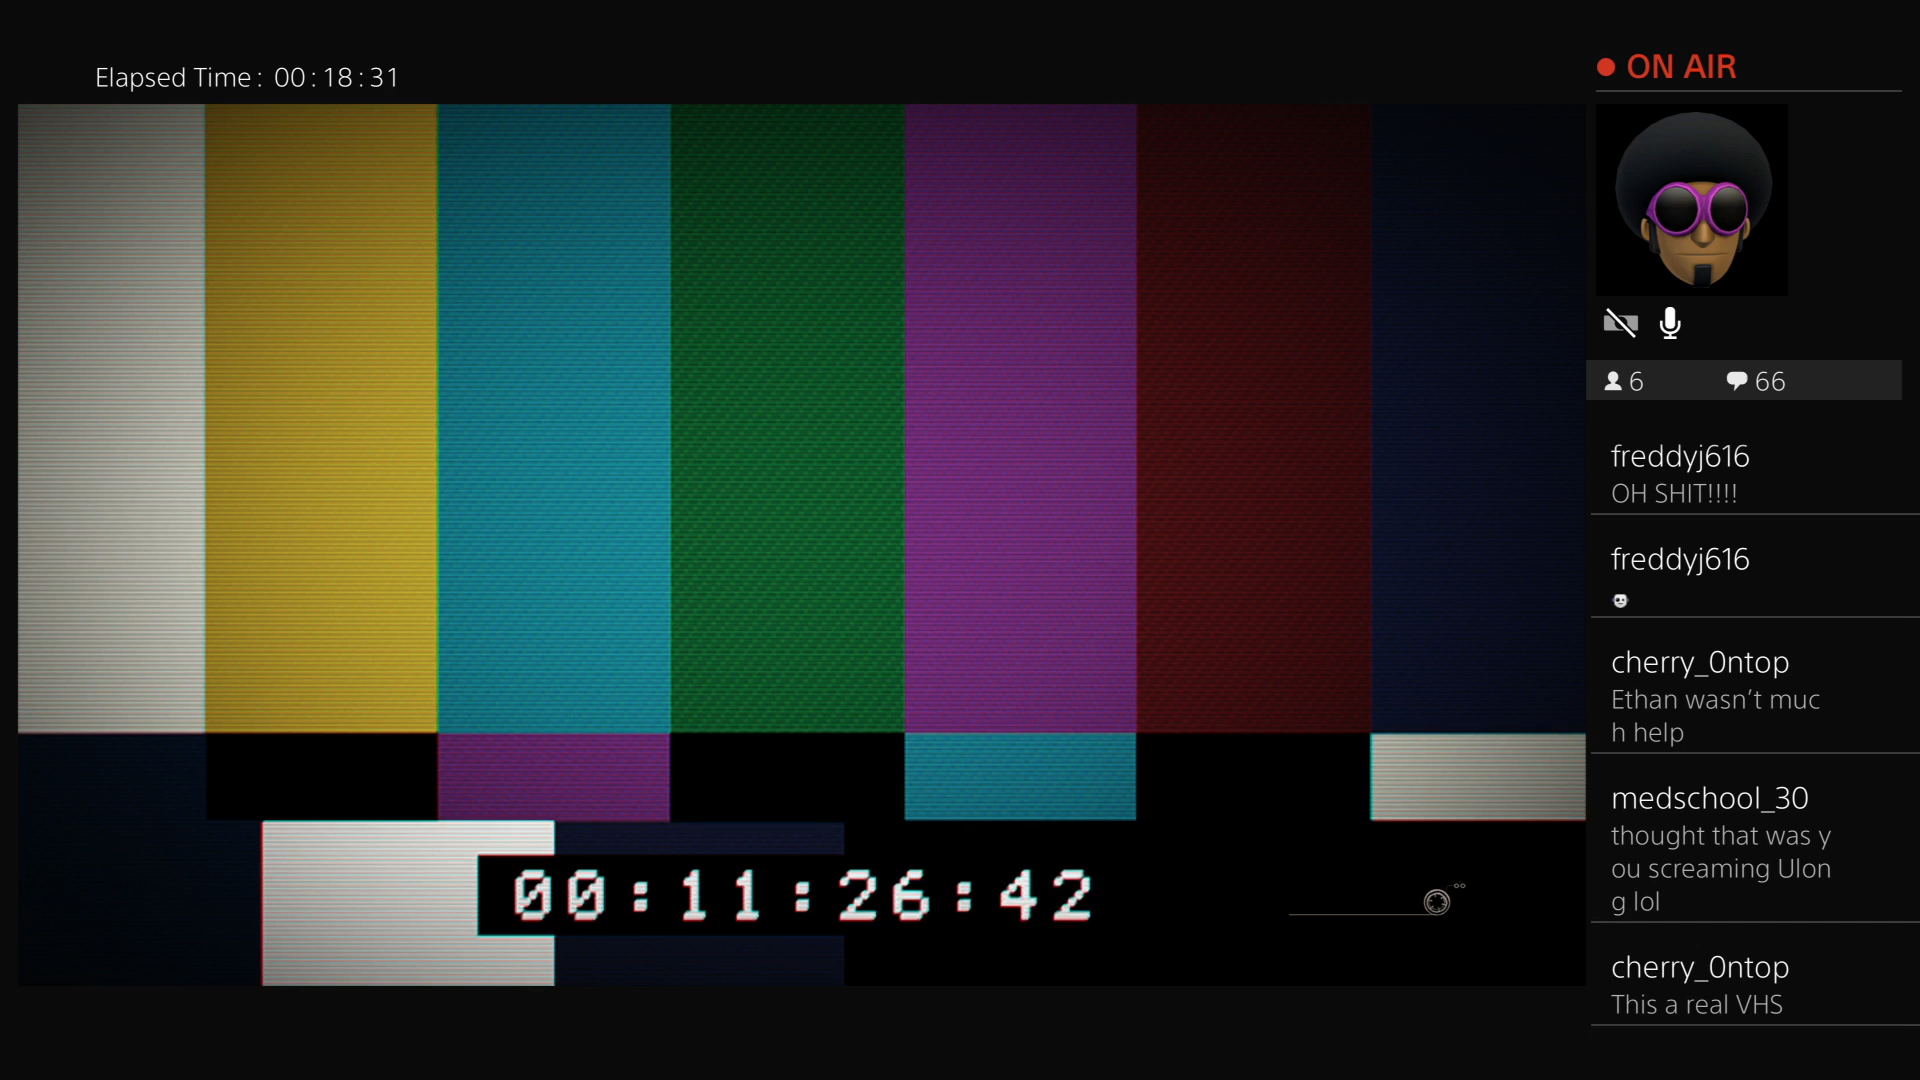 Elapsed Time: 00:18:31
ON AIR
6
66
freddyj616
OH SHIT!!!!
freddyj616
cherry_0ntop
Ethan wasn't muc
h help
medschool_30
thought that was y
ou screaming Ulon
g lol
cherry_0ntop
This a real VHS
00:11:26:42